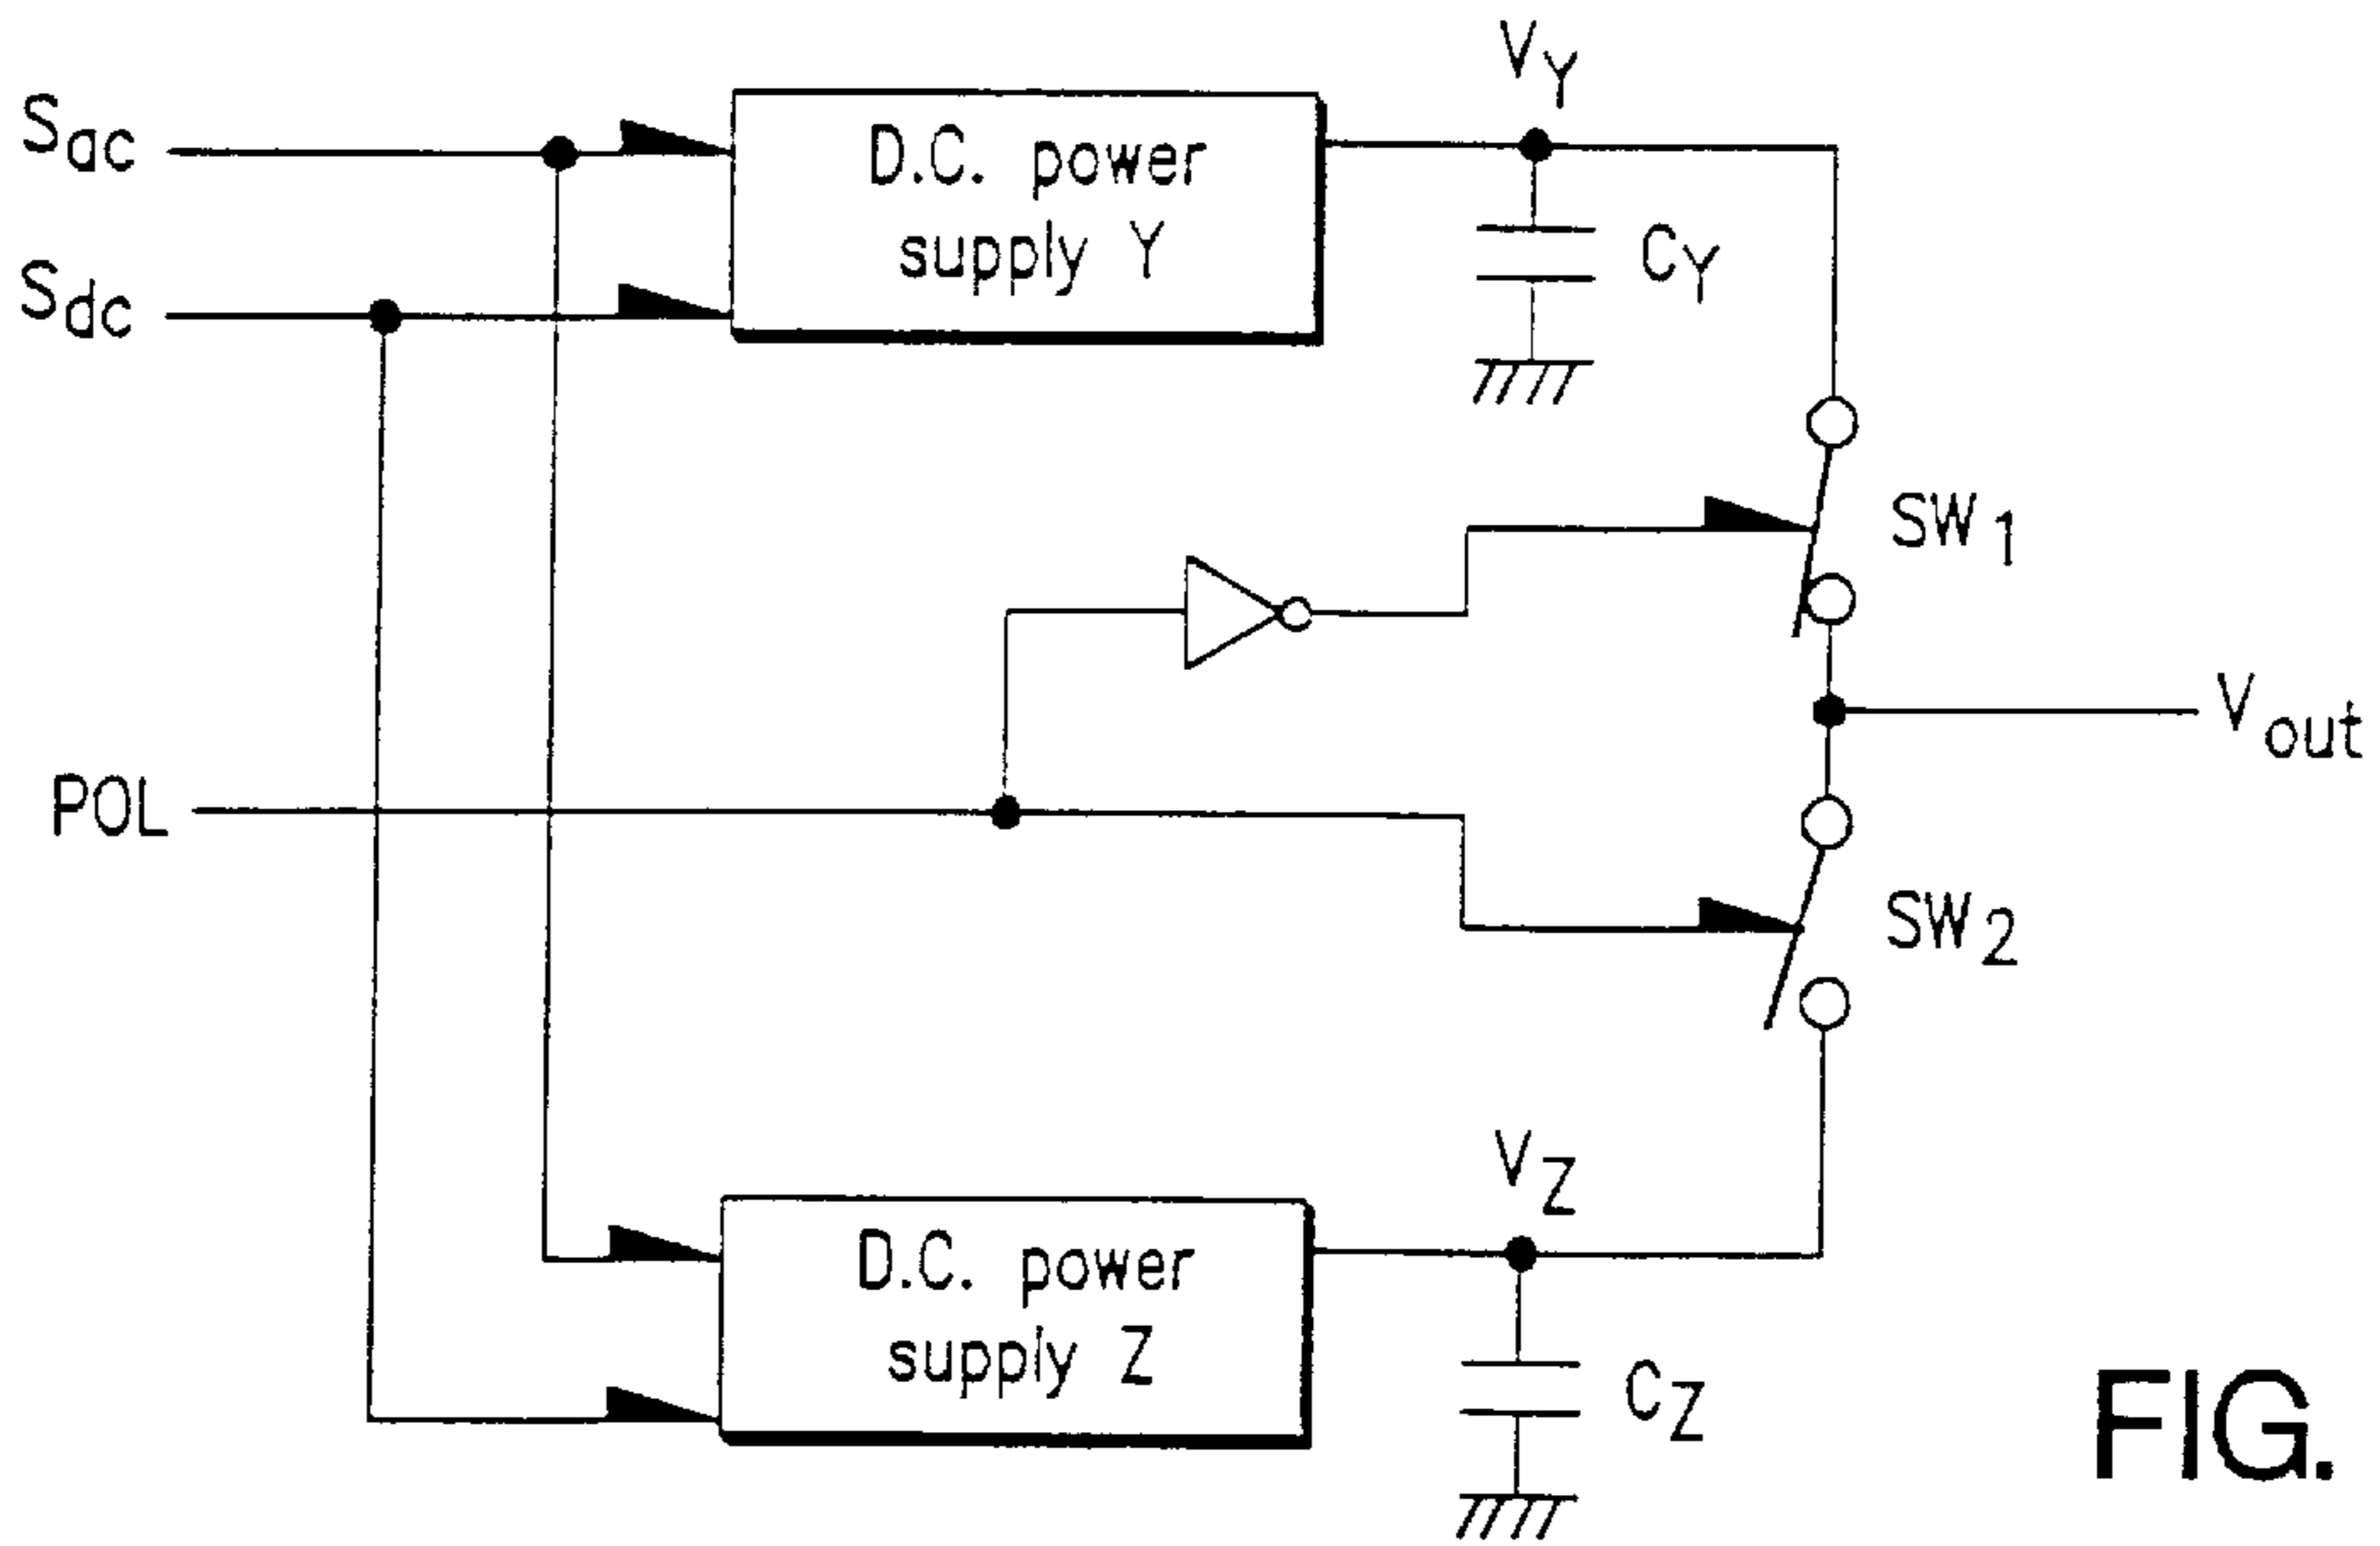 Sac
Sdc
D.C. power
supply Y
VY
CY
SW1
Vout
POL
SW2
VZ
D.C. power
supply Z
CZ
FIG.